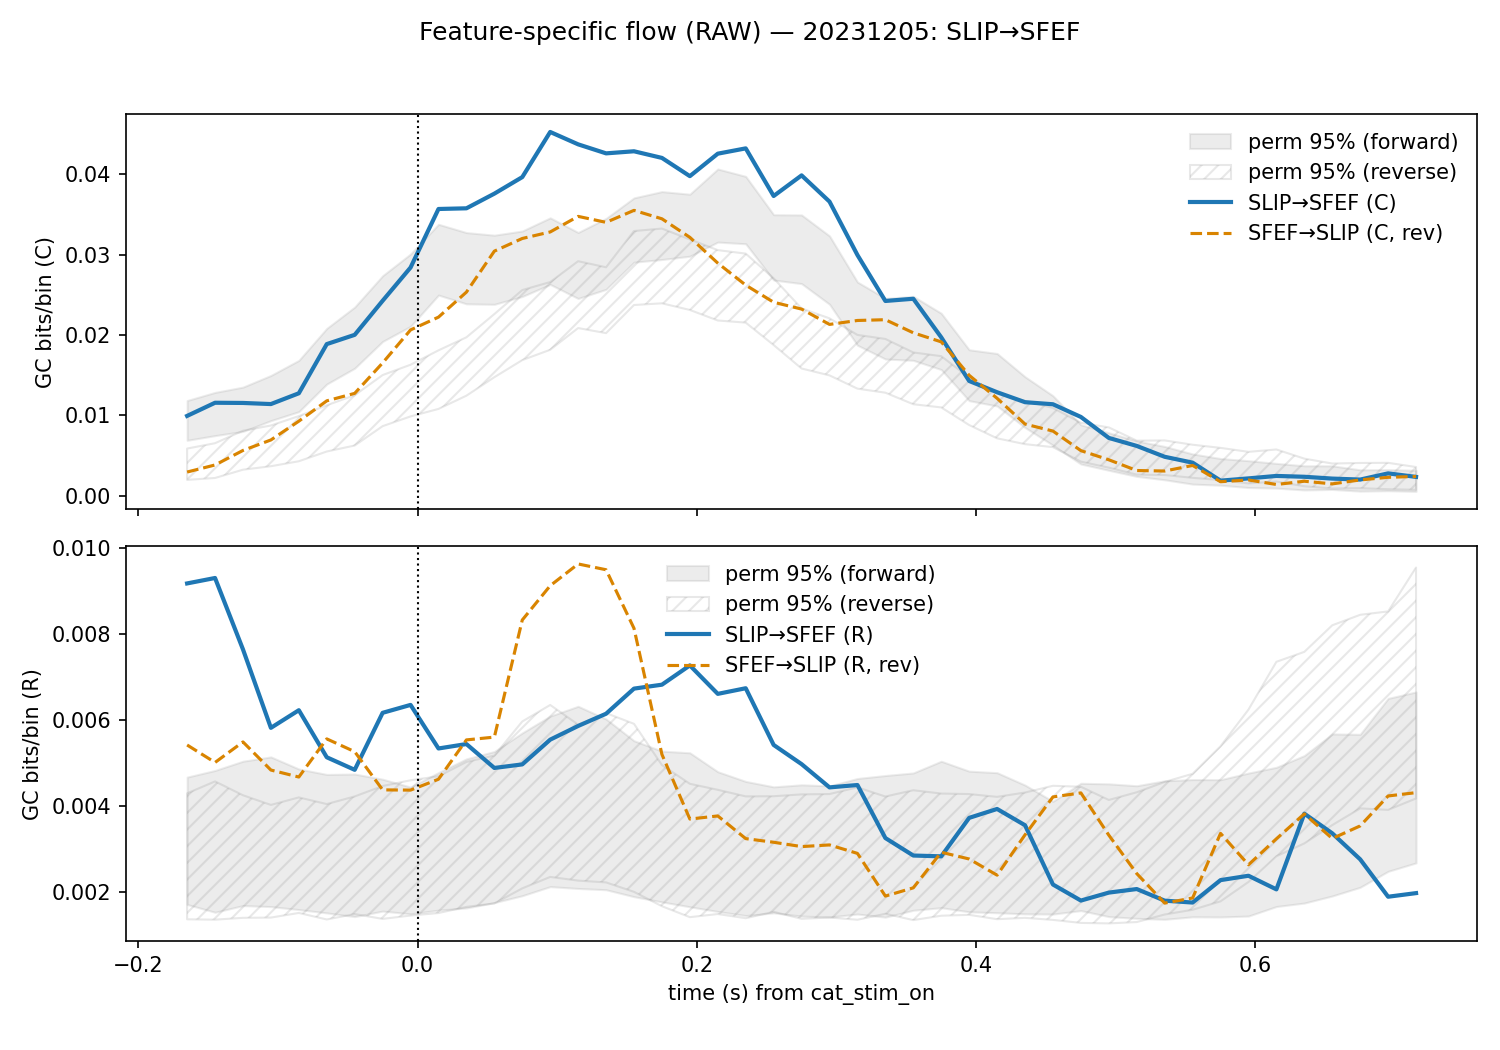 Feature-specific flow (RAW) — 20231205: SLIP→SFEF
GC bits/bin (C)
0.04
0.03
0.02
0.01
0.00
perm 95% (forward)
perm 95% (reverse)
SLIP→SFEF (C)
SFEF→SLIP (C, rev)
GC bits/bin (R)
0.010
0.008
0.006
0.004
0.002
perm 95% (forward)
perm 95% (reverse)
SLIP→SFEF (R)
SFEF→SLIP (R, rev)
−0.2
0.0
0.2
0.4
0.6
time (s) from cat_stim_on